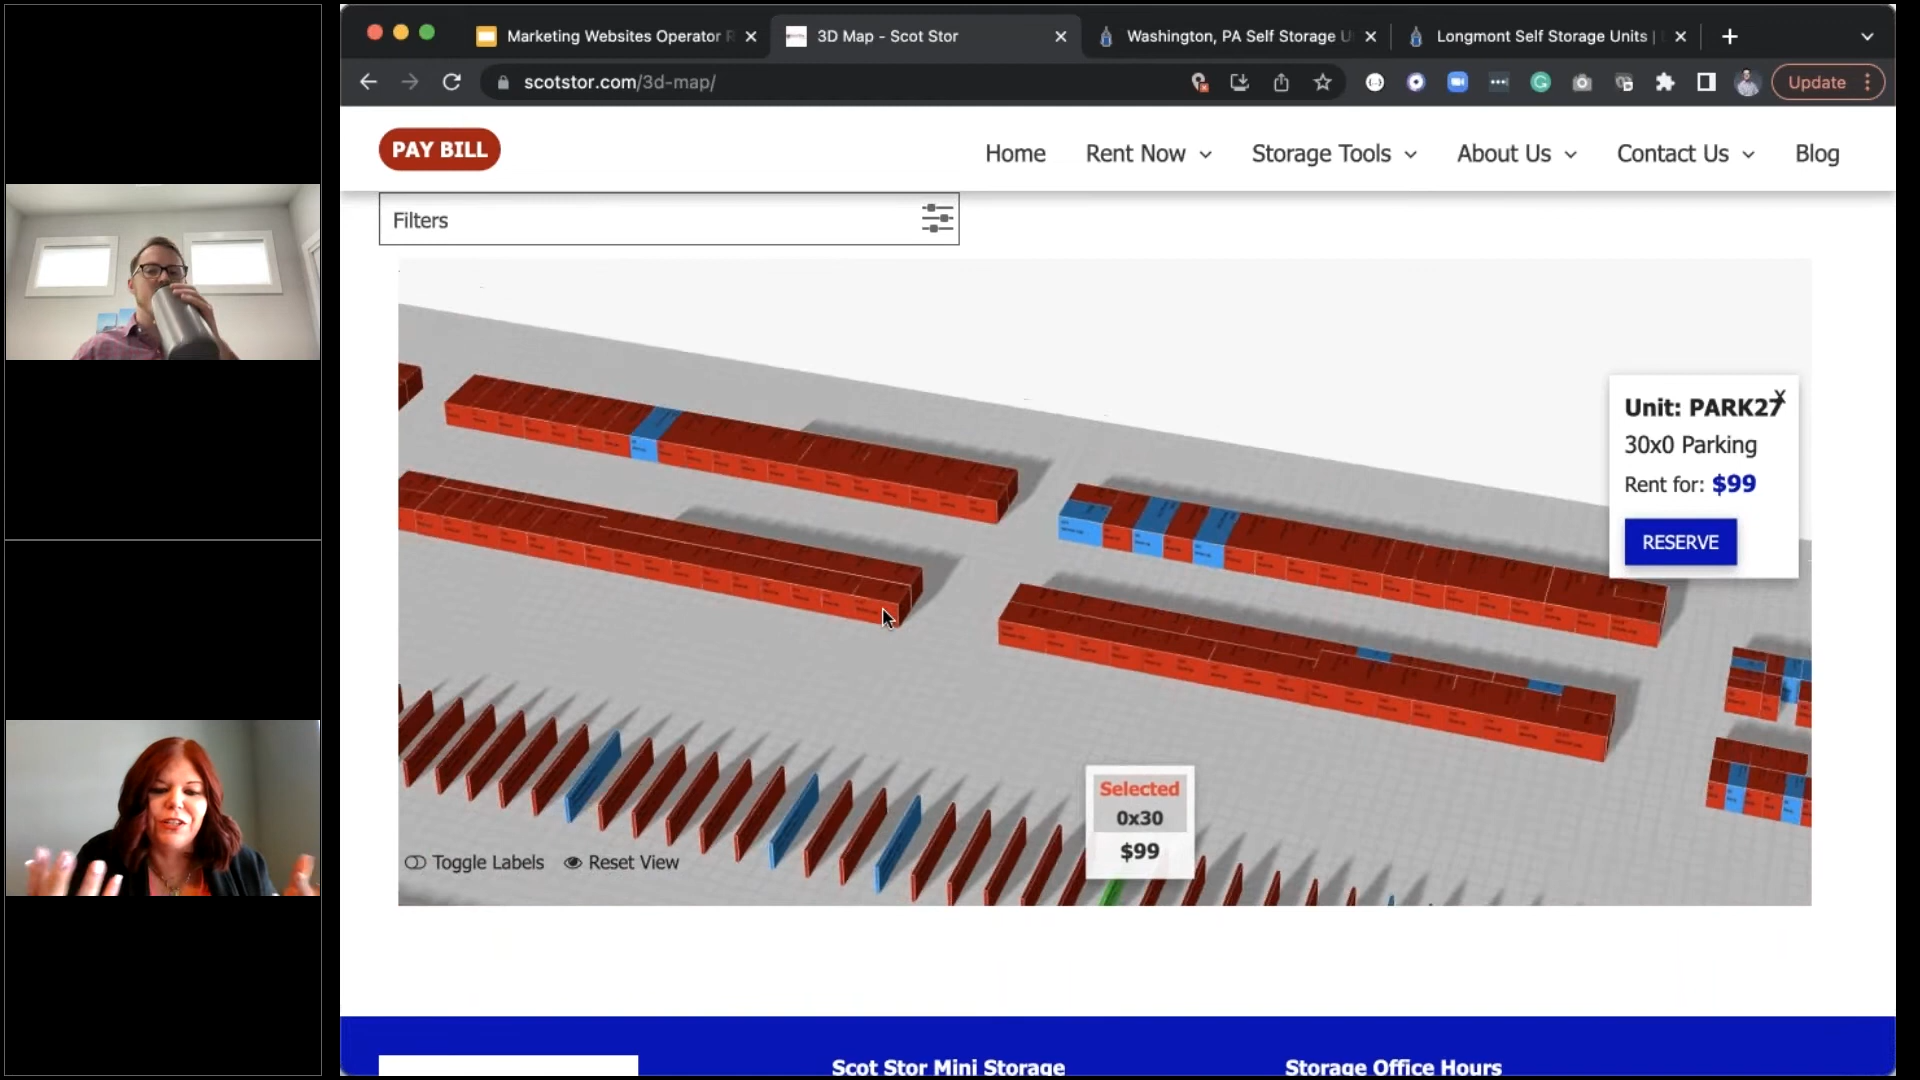 Marketing Websites Operator R
3D Map - Scot Stor
Washington, PA Self Storage U
Longmont Self Storage Units |
scotstor.com/3d-map/
Update
PAY BILL
Home
Rent Now
Storage Tools
About Us
Contact Us
Blog
Filters
Unit: PARK27
X
30x0 Parking
Rent for: $99
RESERVE
Selected
0x30
$99
Toggle Labels
Reset View
Scot Stor Mini Storage
Storage Office Hours